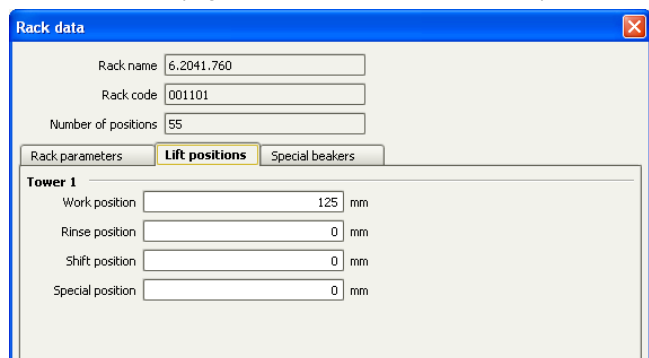 Rack data
Rack name 6.2041.760
Rack code 001101
Number of positions 55
Rack parameters Lift positions Special beakers
Tower 1
Work position 125 mm
Rinse position 0 mm
Shift position 0 mm
Special position 0 mm